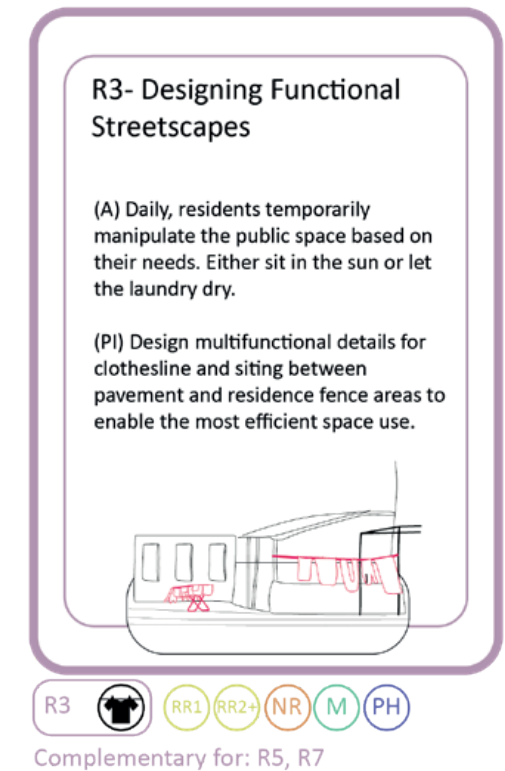 R3- Designing Functional
Streetscapes
(A) Daily, residents temporarily
manipulate the public space based on
their needs. Either sit in the sun or let
the laundry dry.
(PI) Design multifunctional details for
clothesline and siting between
pavement and residence fence areas to
enable the most efficient space use.
R3 RR1 RR2+ NR M PH
Complementary for: R5, R7